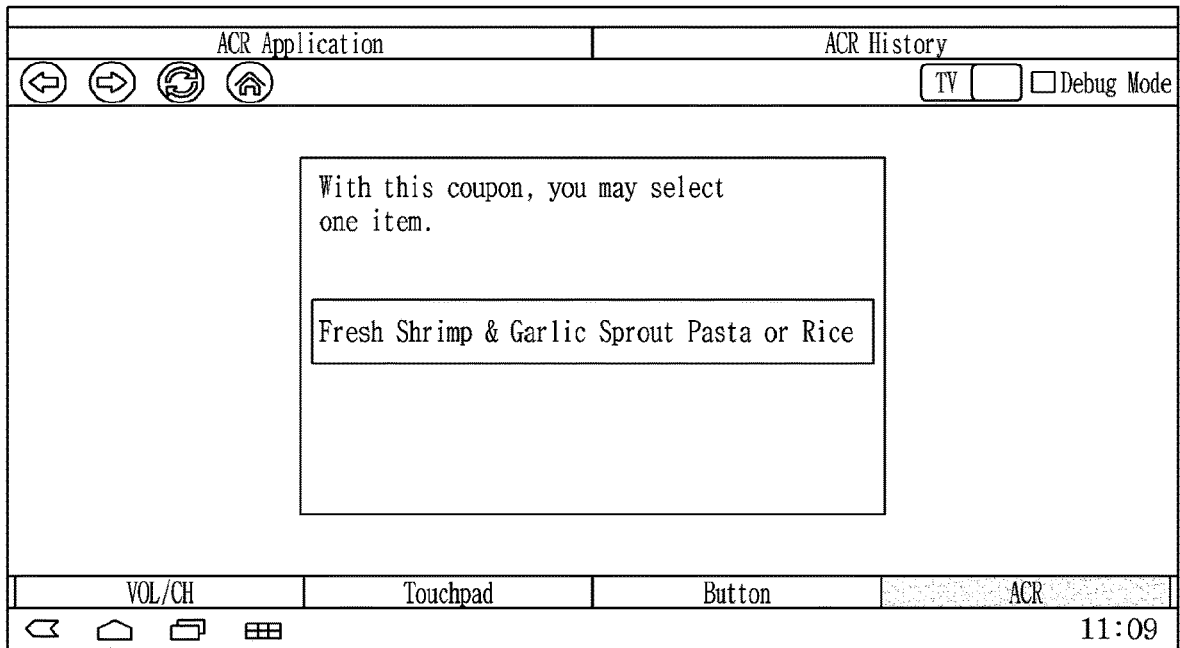 ACR Application
ACR History
TV
Debug Mode
With this coupon, you may select
one item.
Fresh Shrimp & Garlic Sprout Pasta or Rice
VOL/CH
Touchpad
Button
ACR
11:09